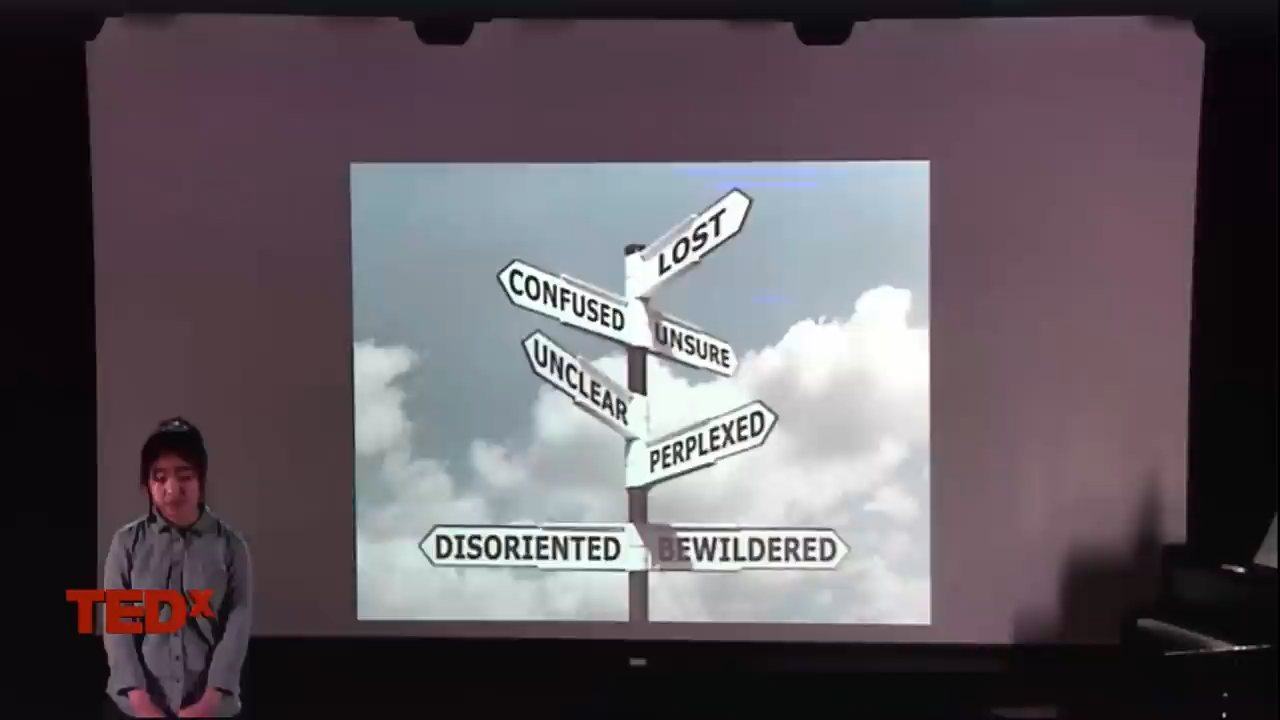 LOST
CONFUSED
UNSURE
UNCLEAR
PERPLEXED
DISORIENTED
BEWILDERED
TEDx